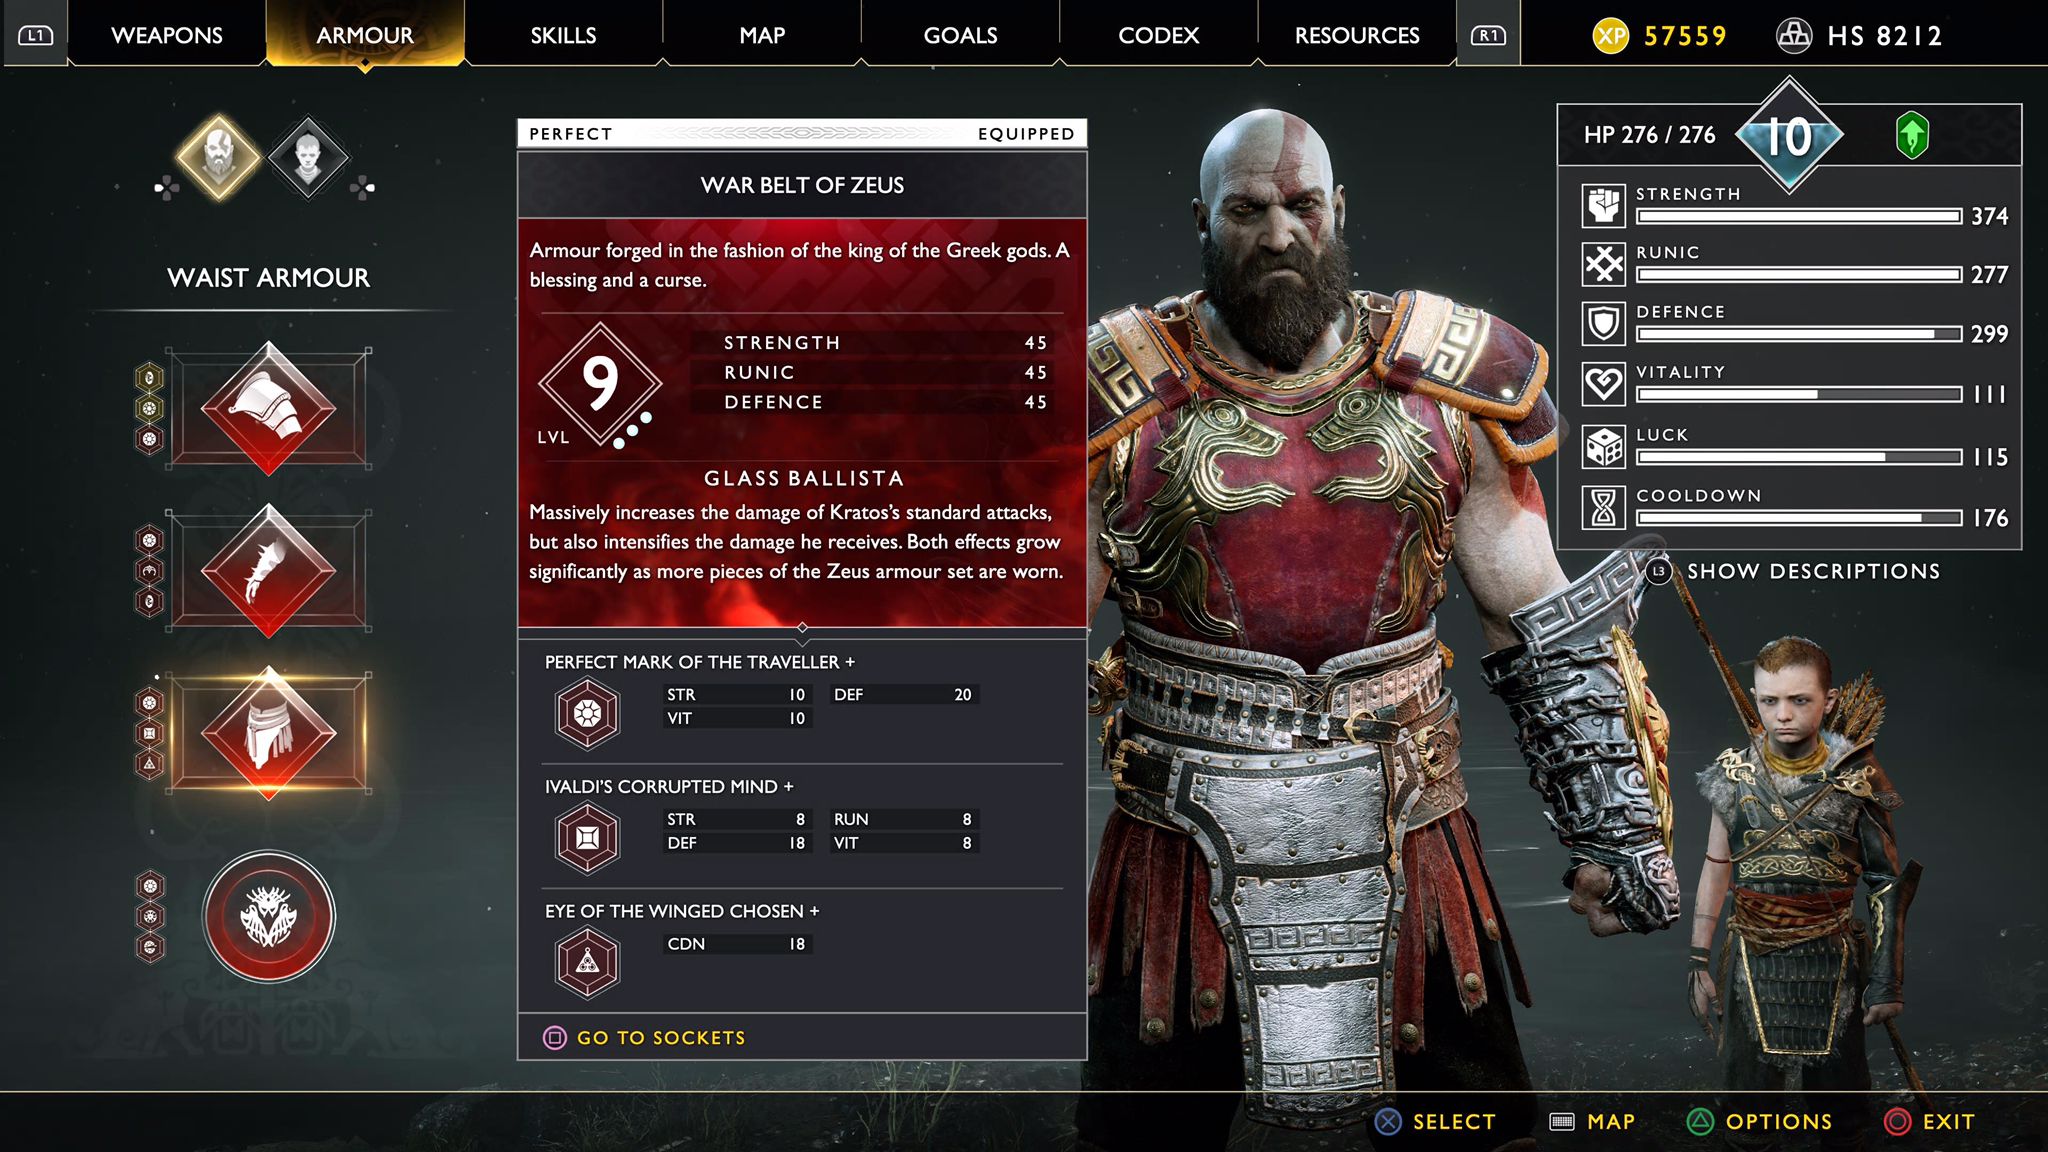 L1 WEAPONS ARMOUR SKILLS MAP GOALS CODEX RESOURCES R1 XP 57559 HS 8212
WAIST ARMOUR
PERFECT EQUIPPED
WAR BELT OF ZEUS
Armour forged in the fashion of the king of the Greek gods. A
blessing and a curse.
9
LVL
STRENGTH 45
RUNIC 45
DEFENCE 45
GLASS BALLISTA
Massively increases the damage of Kratos's standard attacks,
but also intensifies the damage he receives. Both effects grow
significantly as more pieces of the Zeus armour set are worn.
PERFECT MARK OF THE TRAVELLER +
STR 10 DEF 20
VIT 10
IVALDI'S CORRUPTED MIND +
STR 8 RUN 8
DEF 18 VIT 8
EYE OF THE WINGED CHOSEN +
CDN 18
GO TO SOCKETS
HP 276 / 276 10
STRENGTH
374
RUNIC
277
DEFENCE
299
VITALITY
111
LUCK
115
COOLDOWN
176
L3 SHOW DESCRIPTIONS
SELECT MAP OPTIONS EXIT